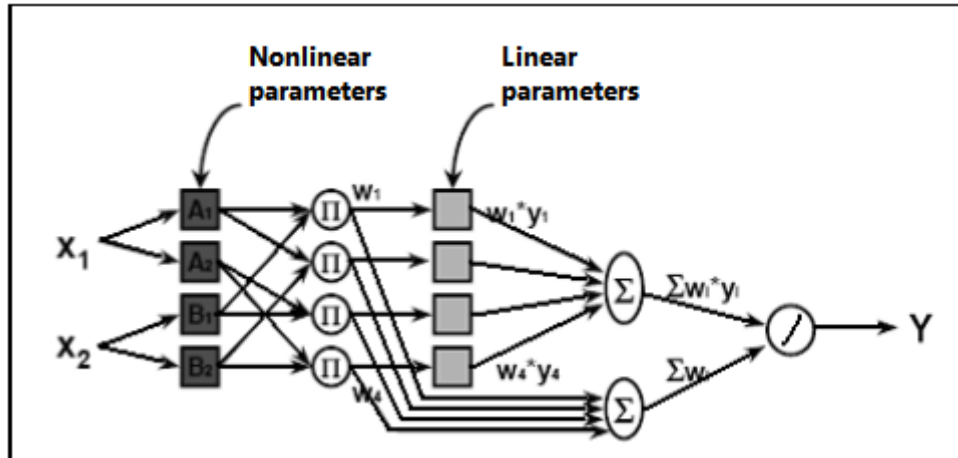 Nonlinear
parameters
Linear
parameters
A₁
A₂
B₁
B₂
X₁
X₂
Π
Π
Π
Π
w₁
w₄
w₁*y₁
w₄*y₄
Σ
Σ
Σwᵢ*yᵢ
Σwᵢ
/
Y